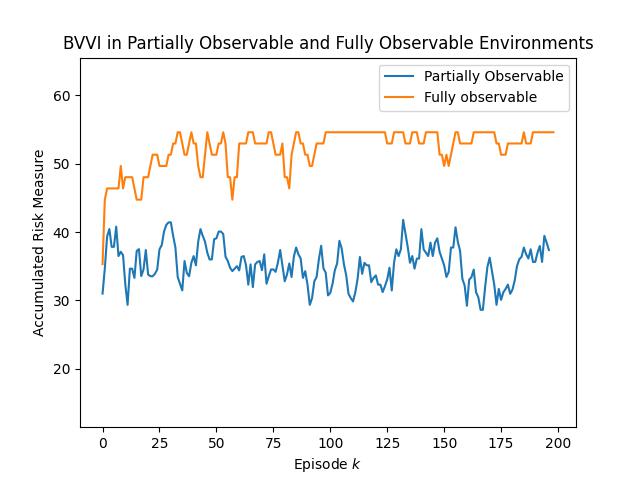 BVVI in Partially Observable and Fully Observable Environments
Partially Observable
Fully observable
60
50
40
30
20
Accumulated Risk Measure
0 25 50 75 100 125 150 175 200
Episode k